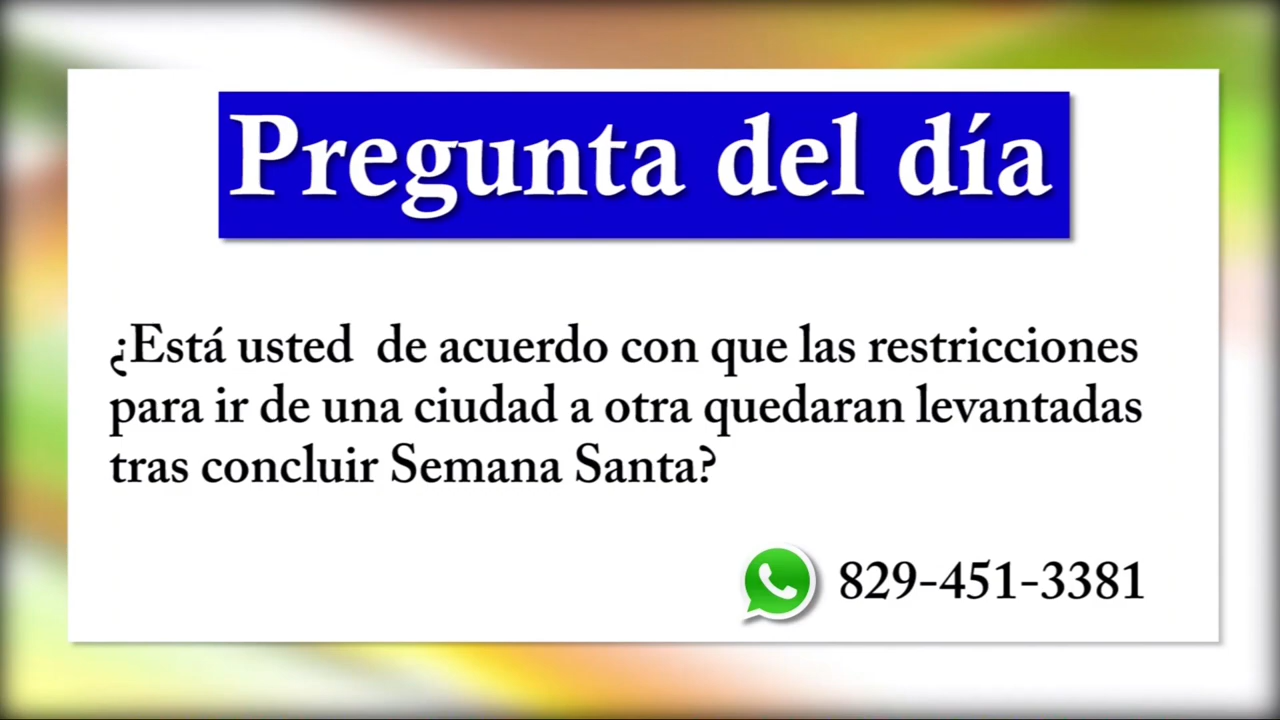 Pregunta del día
¿Está usted  de acuerdo con que las restricciones
para ir de una ciudad a otra quedaran levantadas
tras concluir Semana Santa?
829-451-3381